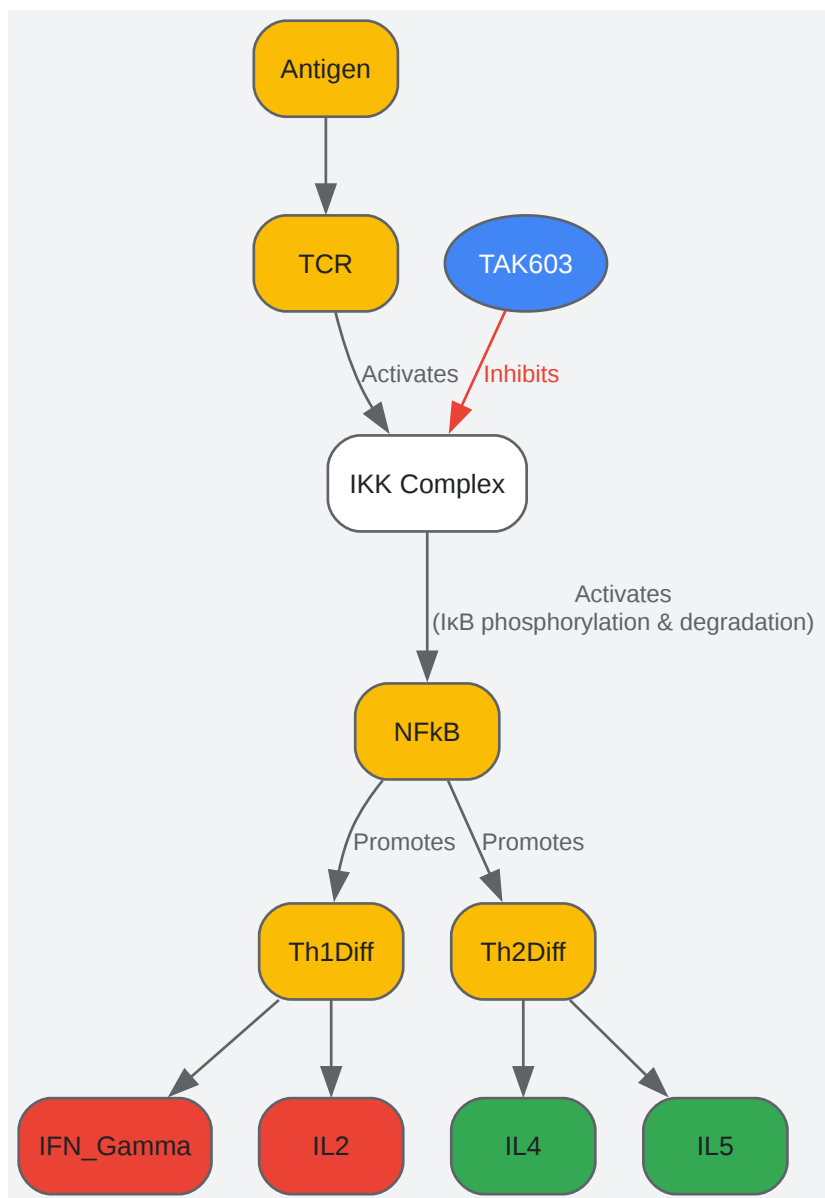 Antigen
TCR
TAK603
Activates
Inhibits
IKK Complex
Activates
(IκB phosphorylation & degradation)
NFkB
Promotes
Promotes
Th1Diff
Th2Diff
IFN_Gamma
IL2
IL4
IL5